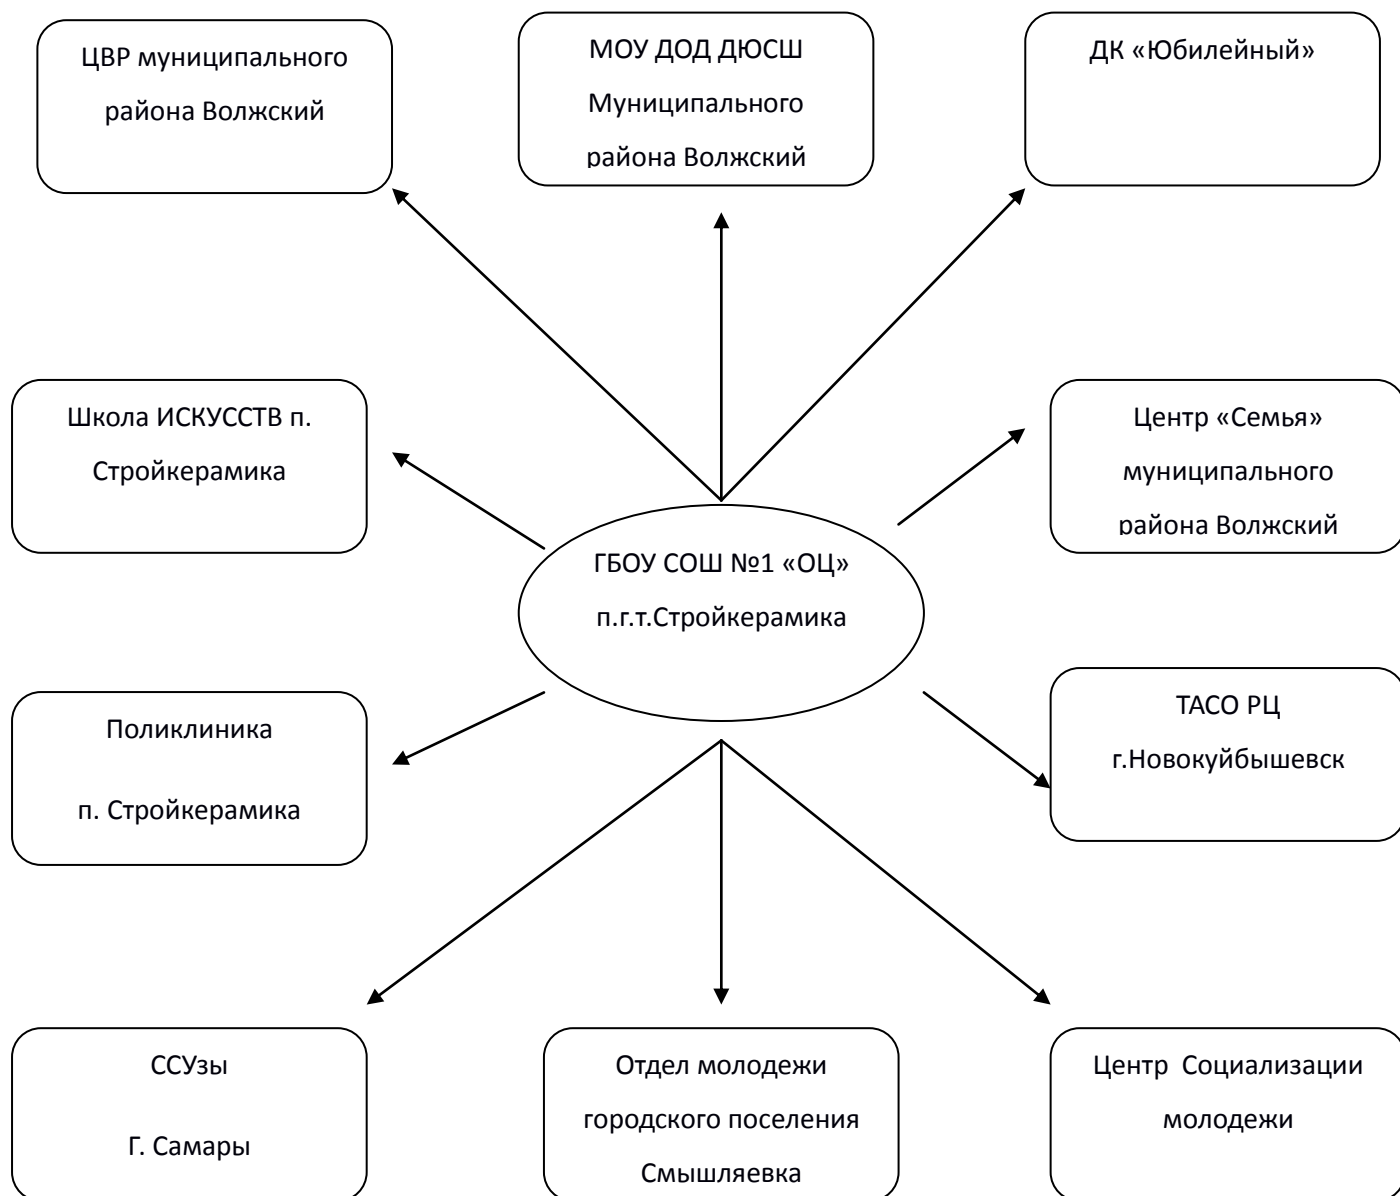 ЦВР муниципального
района Волжский
МОУ ДОД ДЮСШ
Муниципального
района Волжский
ДК «Юбилейный»
Школа ИСКУССТВ п.
Стройкерамика
Центр «Семья»
муниципального
района Волжский
ГБОУ СОШ №1 «ОЦ»
п.г.т.Стройкерамика
Поликлиника
п. Стройкерамика
ТАСО РЦ
г.Новокуйбышевск
ССУзы
Г. Самары
Отдел молодежи
городского поселения
Смышляевка
Центр Социализации
молодежи